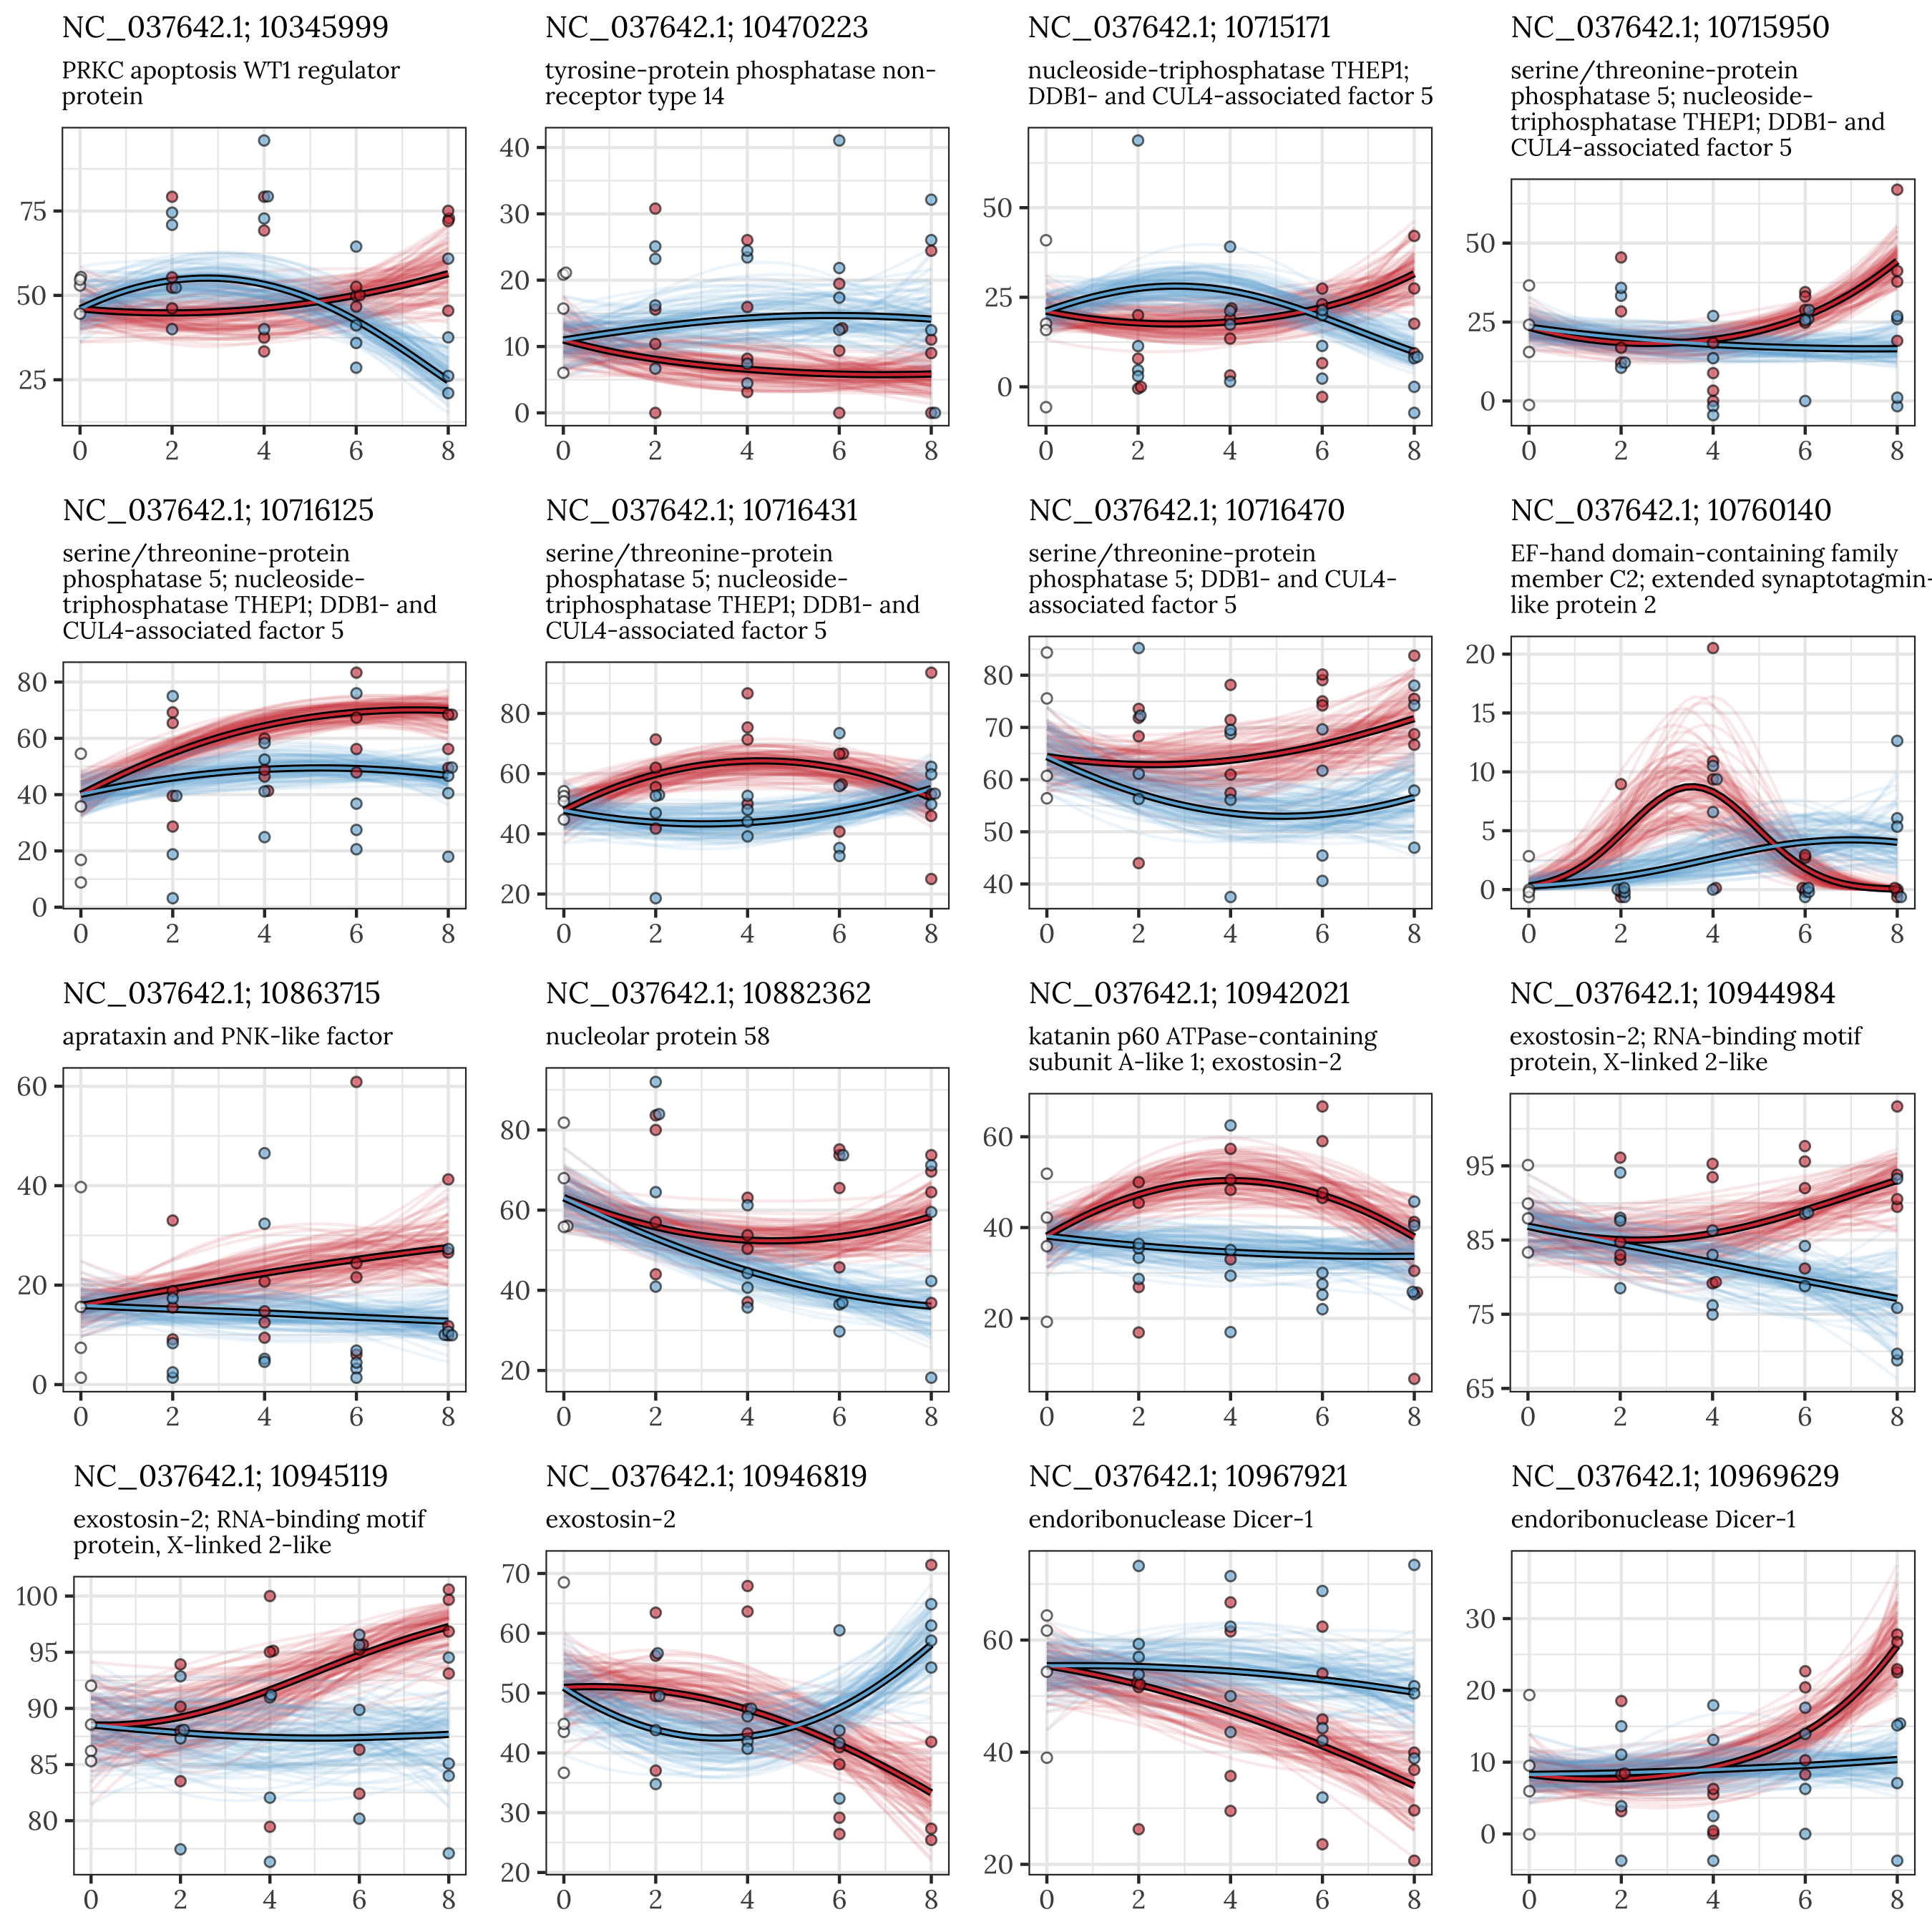 NC_037642.1; 10345999
PRKC apoptosis WT1 regulator
protein
75
50
25
0 2 4 6 8
NC_037642.1; 10470223
tyrosine-protein phosphatase non-
receptor type 14
40
30
20
10
0
0 2 4 6 8
NC_037642.1; 10715171
nucleoside-triphosphatase THEP1;
DDB1- and CUL4-associated factor 5
50
25
0
0 2 4 6 8
NC_037642.1; 10715950
serine/threonine-protein
phosphatase 5; nucleoside-
triphosphatase THEP1; DDB1- and
CUL4-associated factor 5
50
25
0
0 2 4 6 8
NC_037642.1; 10716125
serine/threonine-protein
phosphatase 5; nucleoside-
triphosphatase THEP1; DDB1- and
CUL4-associated factor 5
80
60
40
20
0
0 2 4 6 8
NC_037642.1; 10716431
serine/threonine-protein
phosphatase 5; nucleoside-
triphosphatase THEP1; DDB1- and
CUL4-associated factor 5
80
60
40
20
0 2 4 6 8
NC_037642.1; 10716470
serine/threonine-protein
phosphatase 5; DDB1- and CUL4-
associated factor 5
80
70
60
50
40
0 2 4 6 8
NC_037642.1; 10760140
EF-hand domain-containing family
member C2; extended synaptotagmin-
like protein 2
20
15
10
5
0
0 2 4 6 8
NC_037642.1; 10863715
aprataxin and PNK-like factor
60
40
20
0
0 2 4 6 8
NC_037642.1; 10882362
nucleolar protein 58
80
60
40
20
0 2 4 6 8
NC_037642.1; 10942021
katanin p60 ATPase-containing
subunit A-like 1; exostosin-2
60
40
20
0 2 4 6 8
NC_037642.1; 10944984
exostosin-2; RNA-binding motif
protein, X-linked 2-like
95
85
75
65
0 2 4 6 8
NC_037642.1; 10945119
exostosin-2; RNA-binding motif
protein, X-linked 2-like
100
95
90
85
80
0 2 4 6 8
NC_037642.1; 10946819
exostosin-2
70
60
50
40
30
20
0 2 4 6 8
NC_037642.1; 10967921
endoribonuclease Dicer-1
60
40
20
0 2 4 6 8
NC_037642.1; 10969629
endoribonuclease Dicer-1
30
20
10
0
0 2 4 6 8